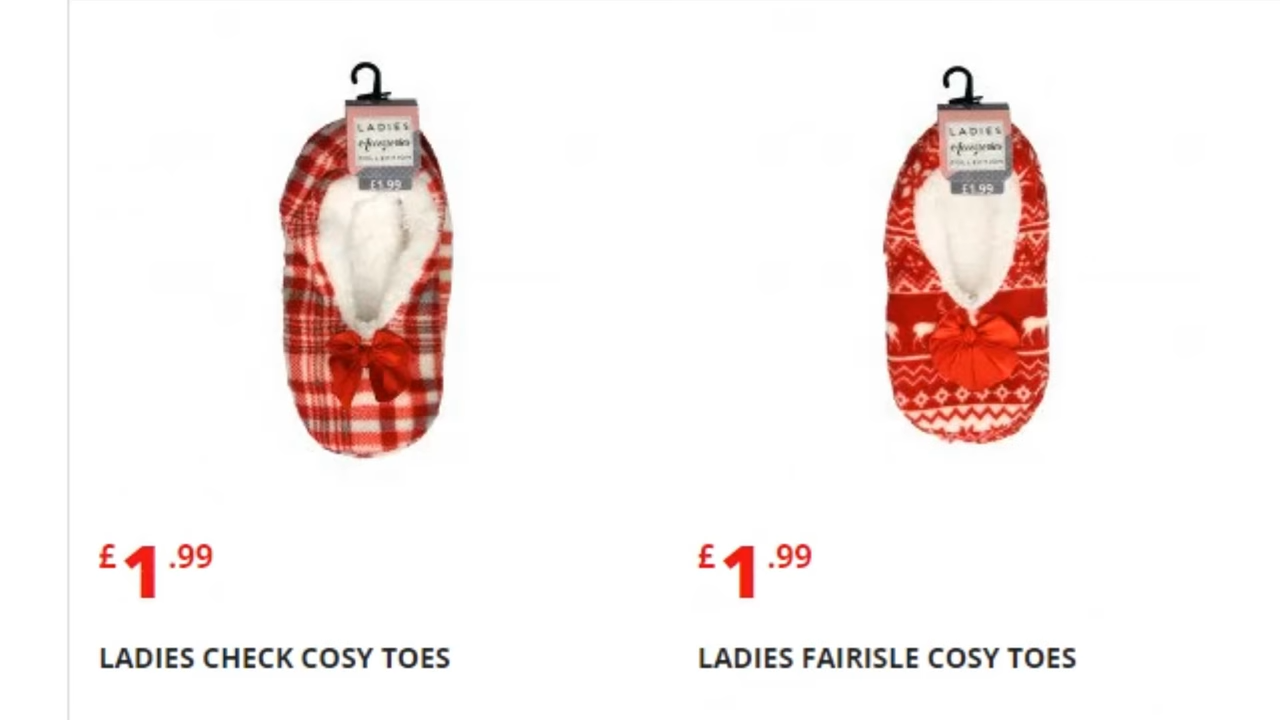 LADIES
COLLECTION
£1.99
LADIES
COLLECTION
£1.99
£1.99
£1.99
LADIES CHECK COSY TOES
LADIES FAIRISLE COSY TOES